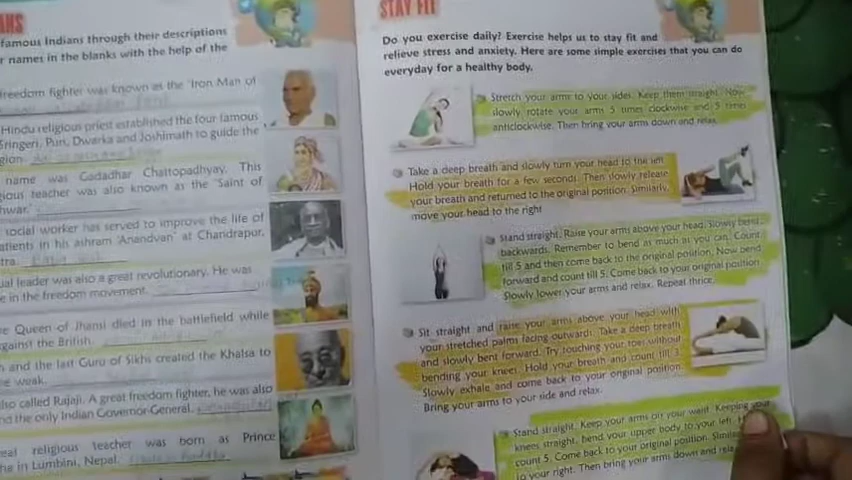 ANS
famous Indians through their descriptions
r names in the blanks with the help of the
freedom fighter was known as the 'Iron Man of
Hindu religious priest established the four famous
Sringeri, Puri, Dwarka and Joshimath to guide the
gion.
name was Gadadhar Chattopadhyay. This
igious teacher was also known as the 'Saint of
hwar.'
social worker has served to improve the life of
atients in his ashram 'Anandvan' at Chandrapur,
tra.
ual leader was also a great revolutionary. He was
e in the freedom movement.
ve Queen of Jhansi died in the battlefield while
against the British.
h and the last Guru of Sikhs created the Khalsa to
e weak.
also called Rajaji. A great freedom fighter, he was also
nd the only Indian Governor-General.
eal religious teacher was born as Prince
ha in Lumbini, Nepal.
STAY FIT
Do you exercise daily? Exercise helps us to stay fit and
relieve stress and anxiety. Here are some simple exercises that you can do
everyday for a healthy body.
Stretch your arms to your sides. Keep them straight. Now
slowly rotate your arms 5 times clockwise and 5 times
anticlockwise. Then bring your arms down and relax.
Take a deep breath and slowly turn your head to the left.
Hold your breath for a few seconds. Then slowly release
your breath and returned to the original position. Similarly,
move your head to the right
Stand straight. Raise your arms above your head. Slowly bend
backwards. Remember to bend as much as you can. Count
till 5 and then come back to the original position. Now bend
forward and count till 5. Come back to your original position.
Slowly lower your arms and relax. Repeat thrice.
Sit straight and raise your arms above your head with
your stretched palms facing outwards. Take a deep breath
and slowly bent forward. Try touching your toes without
bending your knees. Hold your breath and count till 3.
Slowly exhale and come back to your original position.
Bring your arms to your side and relax.
Stand straight. Keep your arms on your waist. Keeping your
knees straight, bend your upper body to your left.
count 5. Come back to your original position.
to your right. Then bring your arms down and